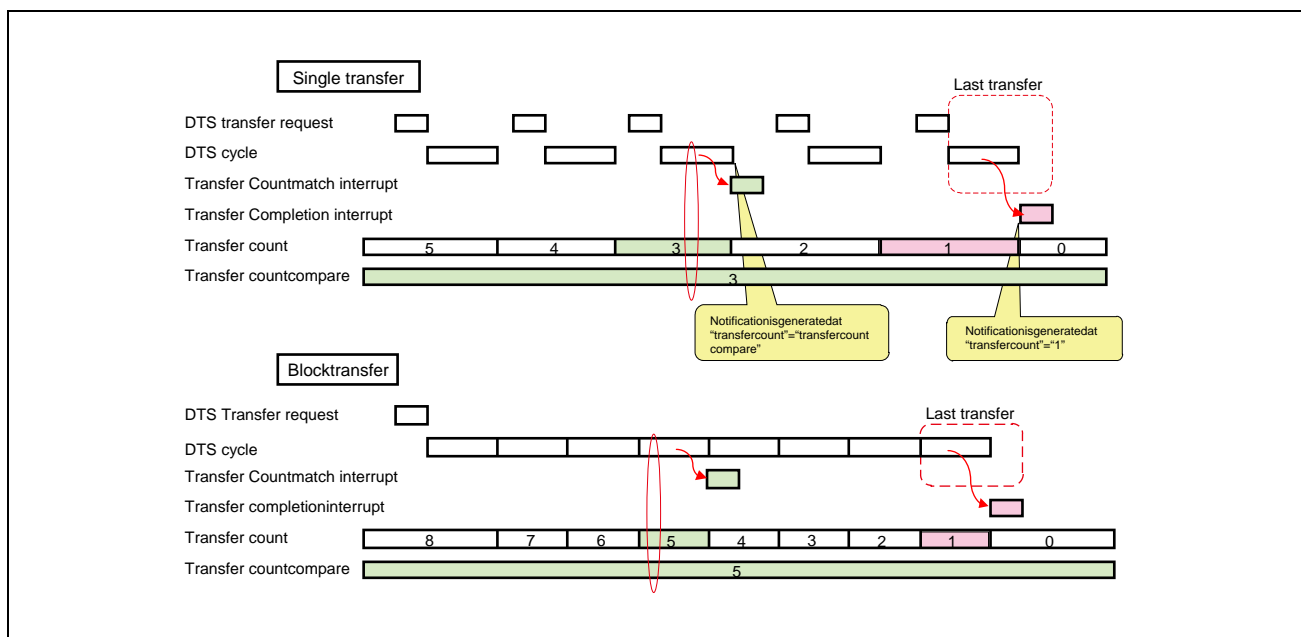 Single transfer
Last transfer
DTS transfer request
DTS cycle
Transfer Countmatch interrupt
Transfer Completion interrupt
Transfer count
5 4 3 2 1 0
Transfer countcompare
3
Notificationisgeneratedat
“transfercount”=“transfercount
compare”
Notificationisgeneratedat
“transfercount”=“1”
Blocktransfer
DTS Transfer request
Last transfer
DTS cycle
Transfer Countmatch interrupt
Transfer completioninterrupt
Transfer count
8 7 6 5 4 3 2 1 0
Transfer countcompare
5